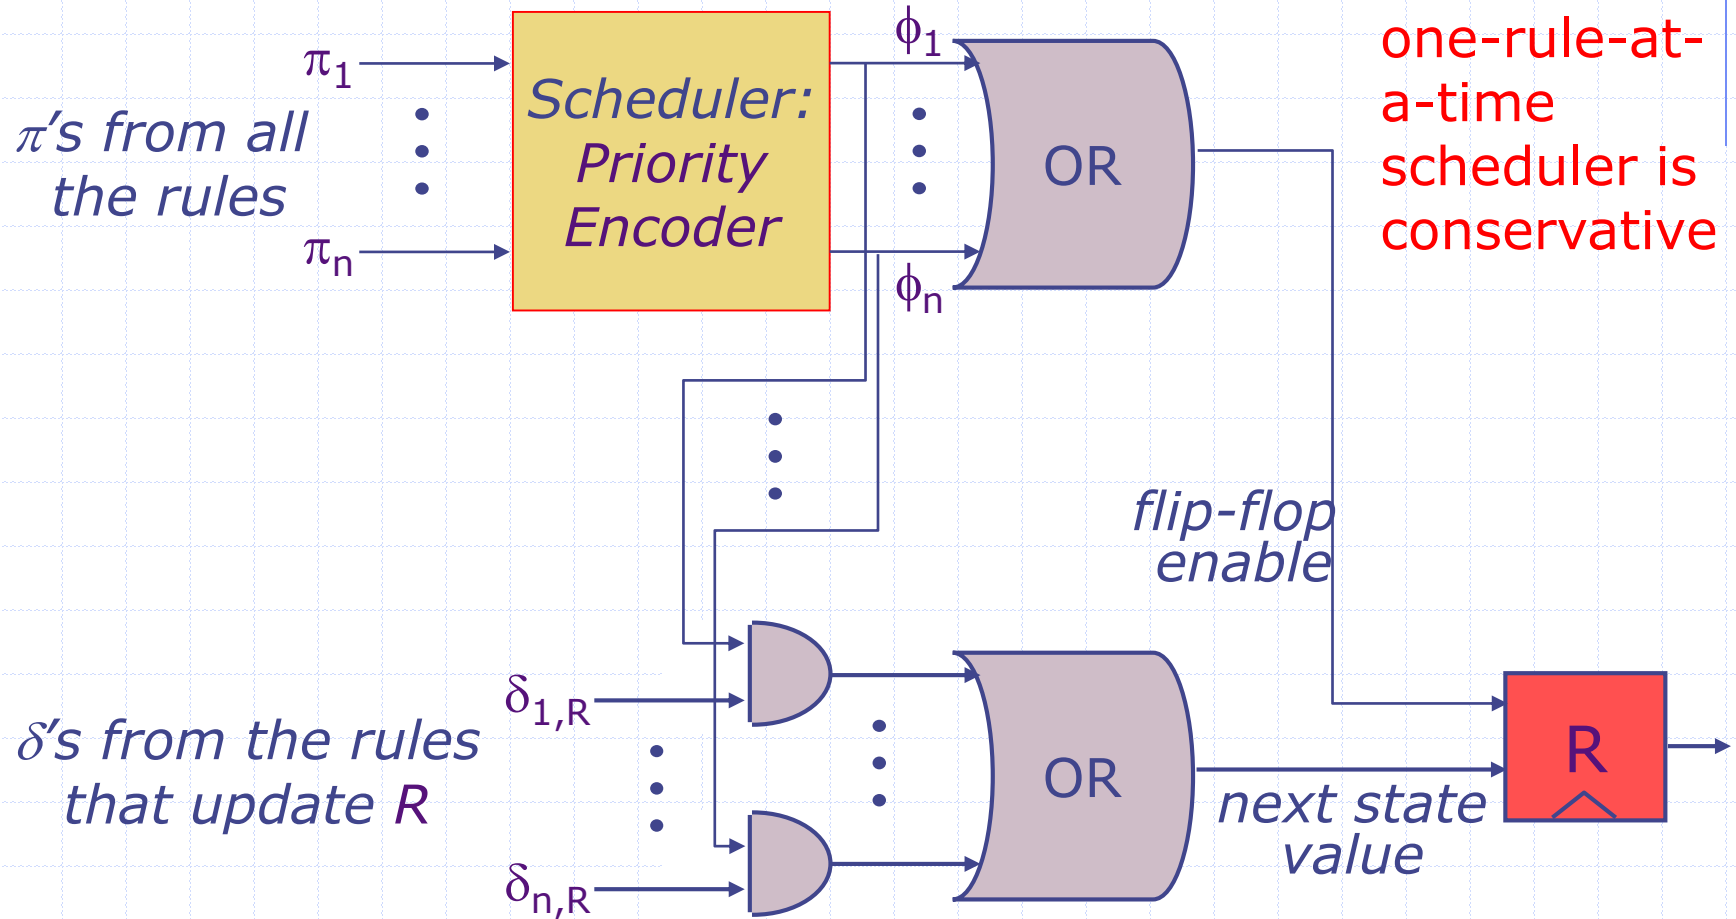 π1
⋮
πn
π's from all
the rules
Scheduler:
Priority
Encoder
ϕ1
⋮
ϕn
OR
one-rule-at-
a-time
scheduler is
conservative
⋮
flip-flop
enable
δ1,R
⋮
δn,R
δ's from the rules
that update R
⋮
OR
next state
value
R